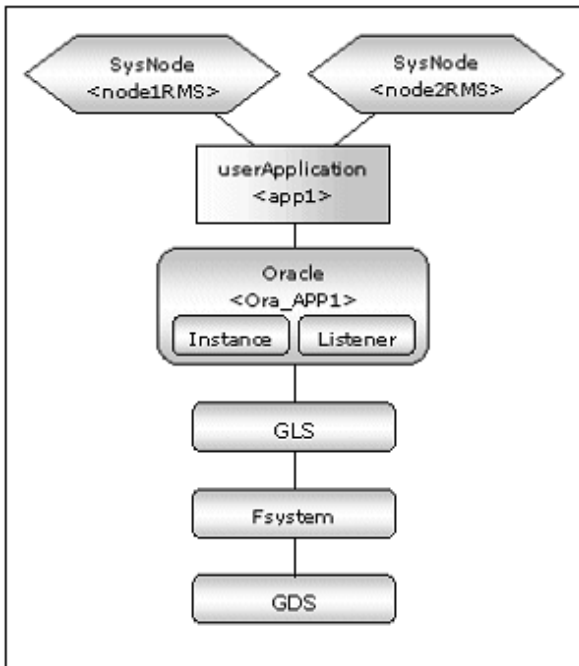 SysNode
<node1RMS>
SysNode
<node2RMS>
userApplication
<app1>
Oracle
<Ora_APP1>
Instance
Listener
GLS
Fsystem
GDS